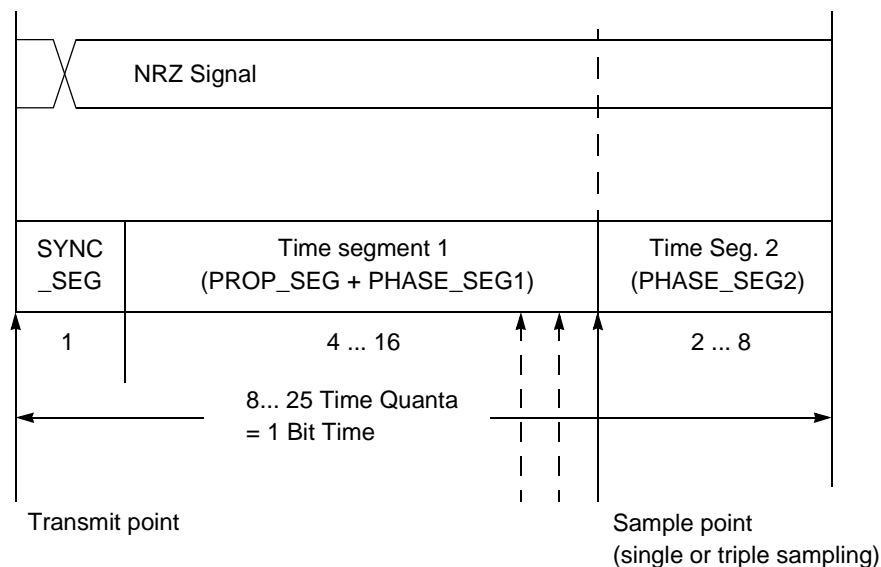 NRZ Signal
SYNC
_SEG
Time segment 1
(PROP_SEG + PHASE_SEG1)
Time Seg. 2
(PHASE_SEG2)
1
4 ... 16
2 ... 8
8... 25 Time Quanta
= 1 Bit Time
Transmit point
Sample point
(single or triple sampling)